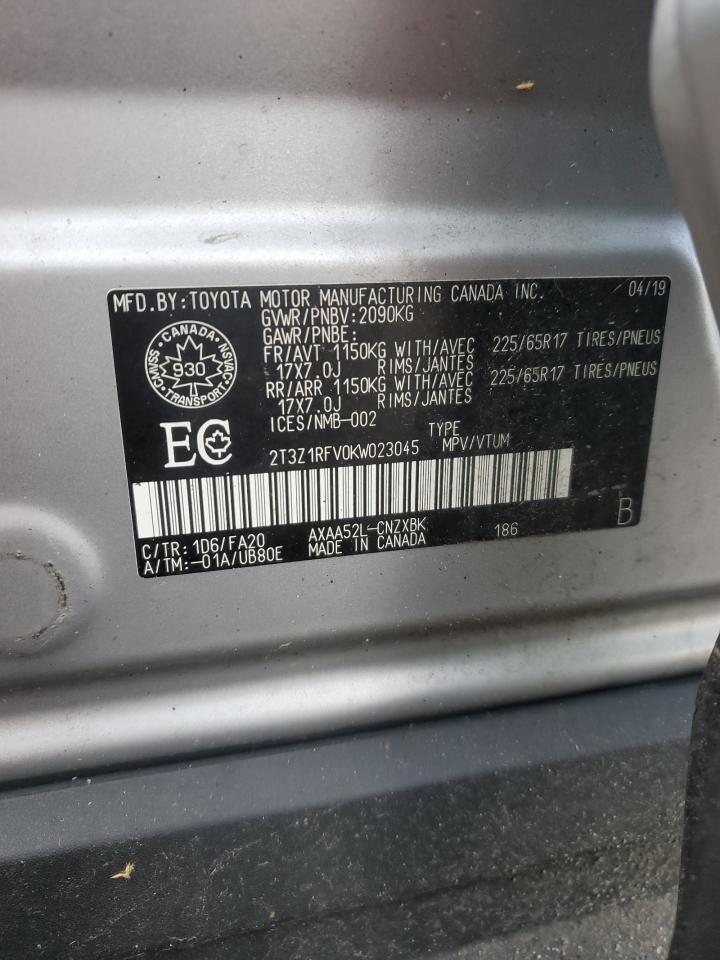 MFD.BY:TOYOTA MOTOR MANUFACTURING CANADA INC. 04/19
GVWR/PNBV:2090KG
GAWR/PNBE:
FR/AVT 1150KG WITH/AVEC 225/65R17 TIRES/PNEUS
17X7.0J RIMS/JANTES
RR/ARR 1150KG WITH/AVEC 225/65R17 TIRES/PNEUS
17X7.0J RIMS/JANTES
ICES/NMB-002
CANADA
CMVSS 930 NSVAC
TRANSPORT
EC
TYPE
2T3Z1RFV0KW023045 MPV/VTUM
C/TR: 1D6/FA20 AXAA52L-CNZXBK 186 B
A/TM:-01A/UB80E MADE IN CANADA